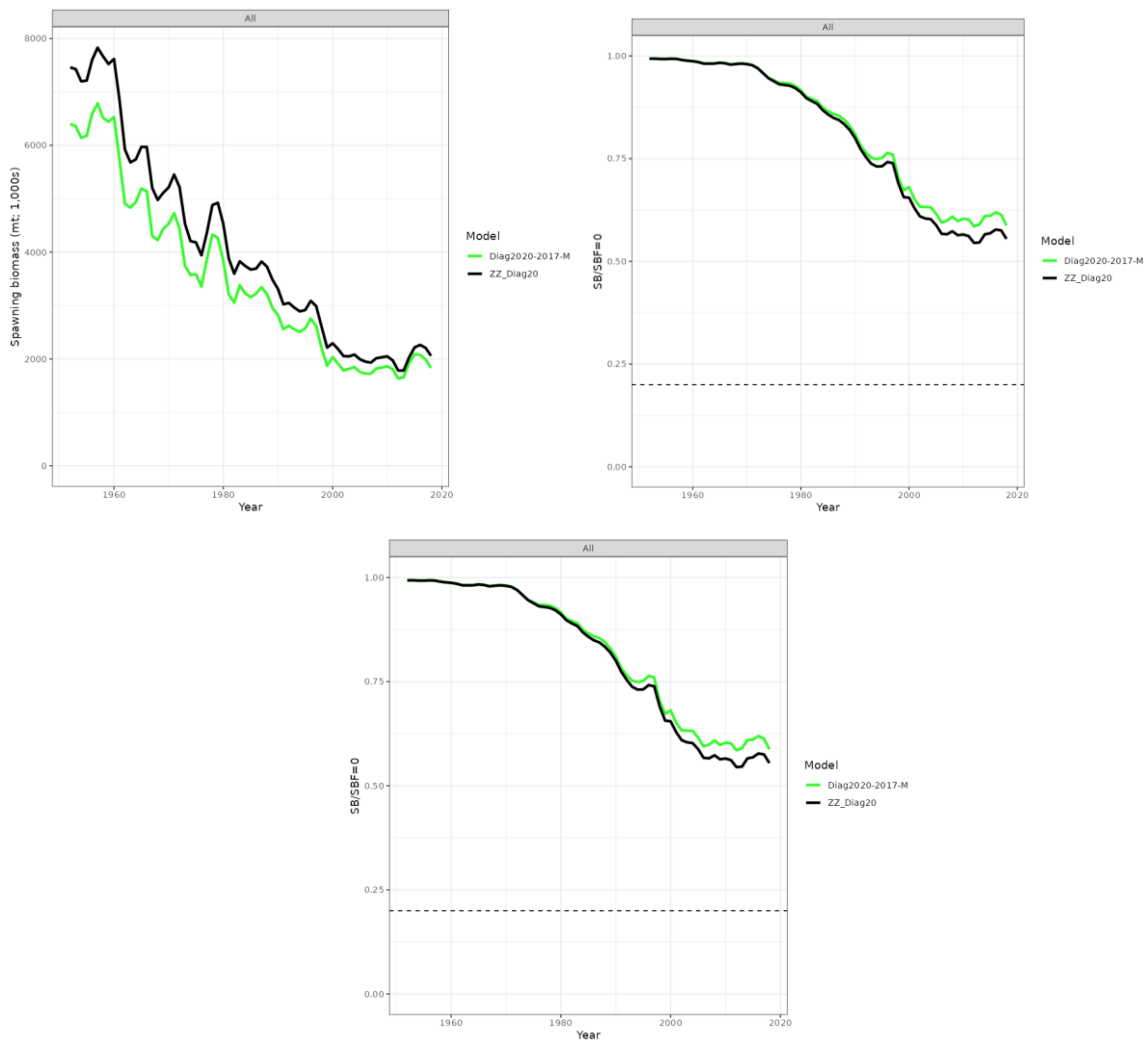 All
8000
6000
4000
2000
0
Spawning biomass (mt; 1,000s)
1960
1980
2000
2020
Year
Model
Diag2020-2017-M
ZZ_Diag20
All
1.00
0.75
0.50
0.25
0.00
SB/SBF=0
1960
1980
2000
2020
Year
Model
Diag2020-2017-M
ZZ_Diag20
All
1.00
0.75
0.50
0.25
0.00
SB/SBF=0
1960
1980
2000
2020
Year
Model
Diag2020-2017-M
ZZ_Diag20